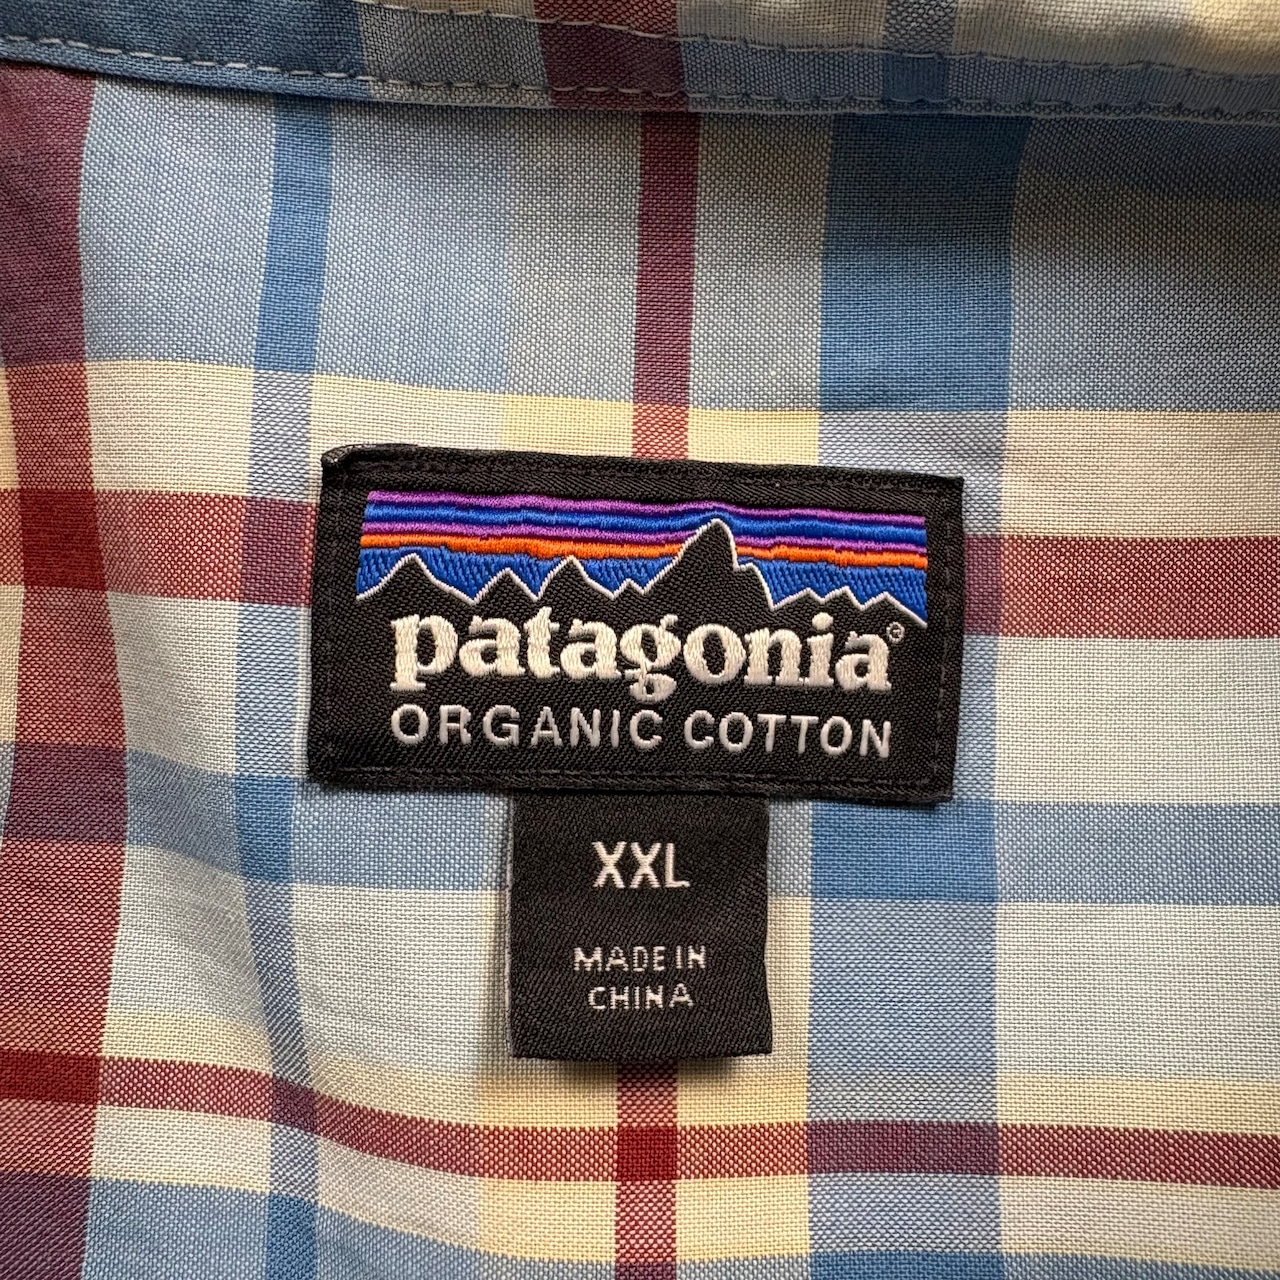 patagonia®
ORGANIC COTTON
XXL
MADE IN
CHINA